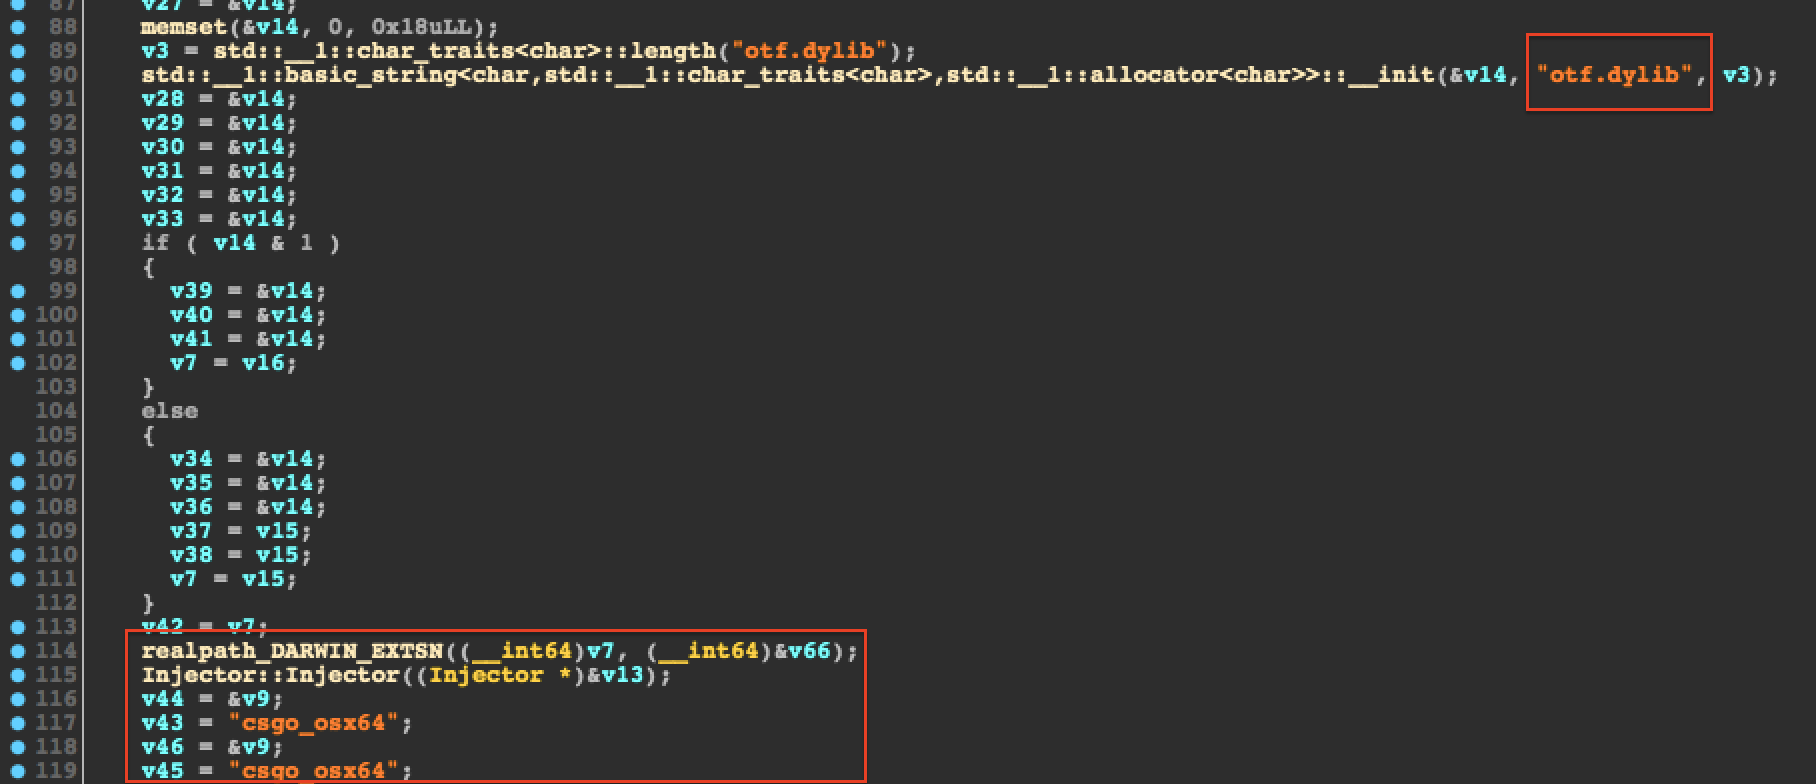 87 v27 = &v14;
88 memset(&v14, 0, 0x18uLL);
89 v3 = std::__1::char_traits<char>::length("otf.dylib");
90 std::__1::basic_string<char,std::__1::char_traits<char>,std::__1::allocator<char>>::__init(&v14, "otf.dylib", v3);
91 v28 = &v14;
92 v29 = &v14;
93 v30 = &v14;
94 v31 = &v14;
95 v32 = &v14;
96 v33 = &v14;
97 if ( v14 & 1 )
98 {
99 v39 = &v14;
100 v40 = &v14;
101 v41 = &v14;
102 v7 = v16;
103 }
104 else
105 {
106 v34 = &v14;
107 v35 = &v14;
108 v36 = &v14;
109 v37 = v15;
110 v38 = v15;
111 v7 = v15;
112 }
113 v42 = v7;
114 realpath_DARWIN_EXTSN((__int64)v7, (__int64)&v66);
115 Injector::Injector((Injector *)&v13);
116 v44 = &v9;
117 v43 = "csgo_osx64";
118 v46 = &v9;
119 v45 = "csgo_osx64";